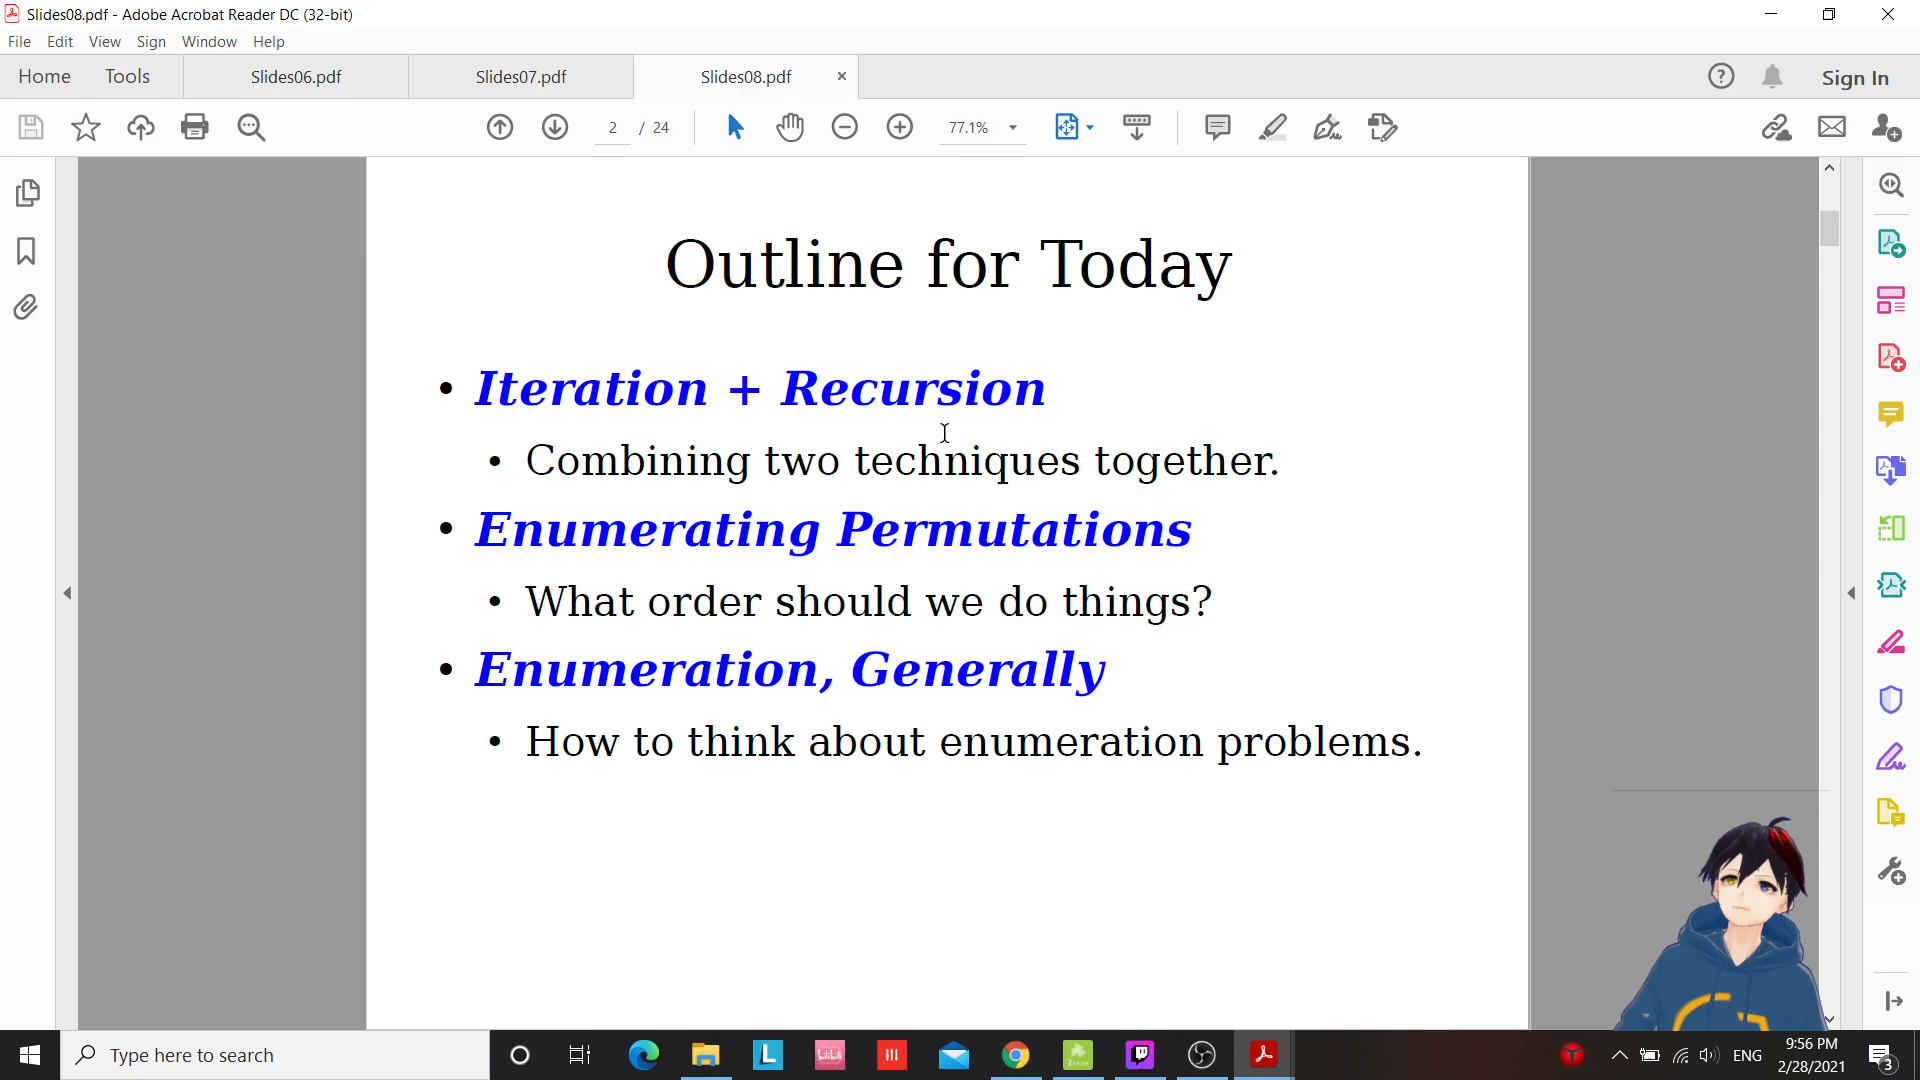 Slides08.pdf - Adobe Acrobat Reader DC (32-bit)
File Edit View Sign Window Help
Home Tools Slides06.pdf Slides07.pdf Slides08.pdf × ? Sign In
2 / 24 77.1%
Outline for Today
• Iteration + Recursion
• Combining two techniques together.
• Enumerating Permutations
• What order should we do things?
• Enumeration, Generally
• How to think about enumeration problems.
Type here to search
L
ENG
9:56 PM
2/28/2021
3